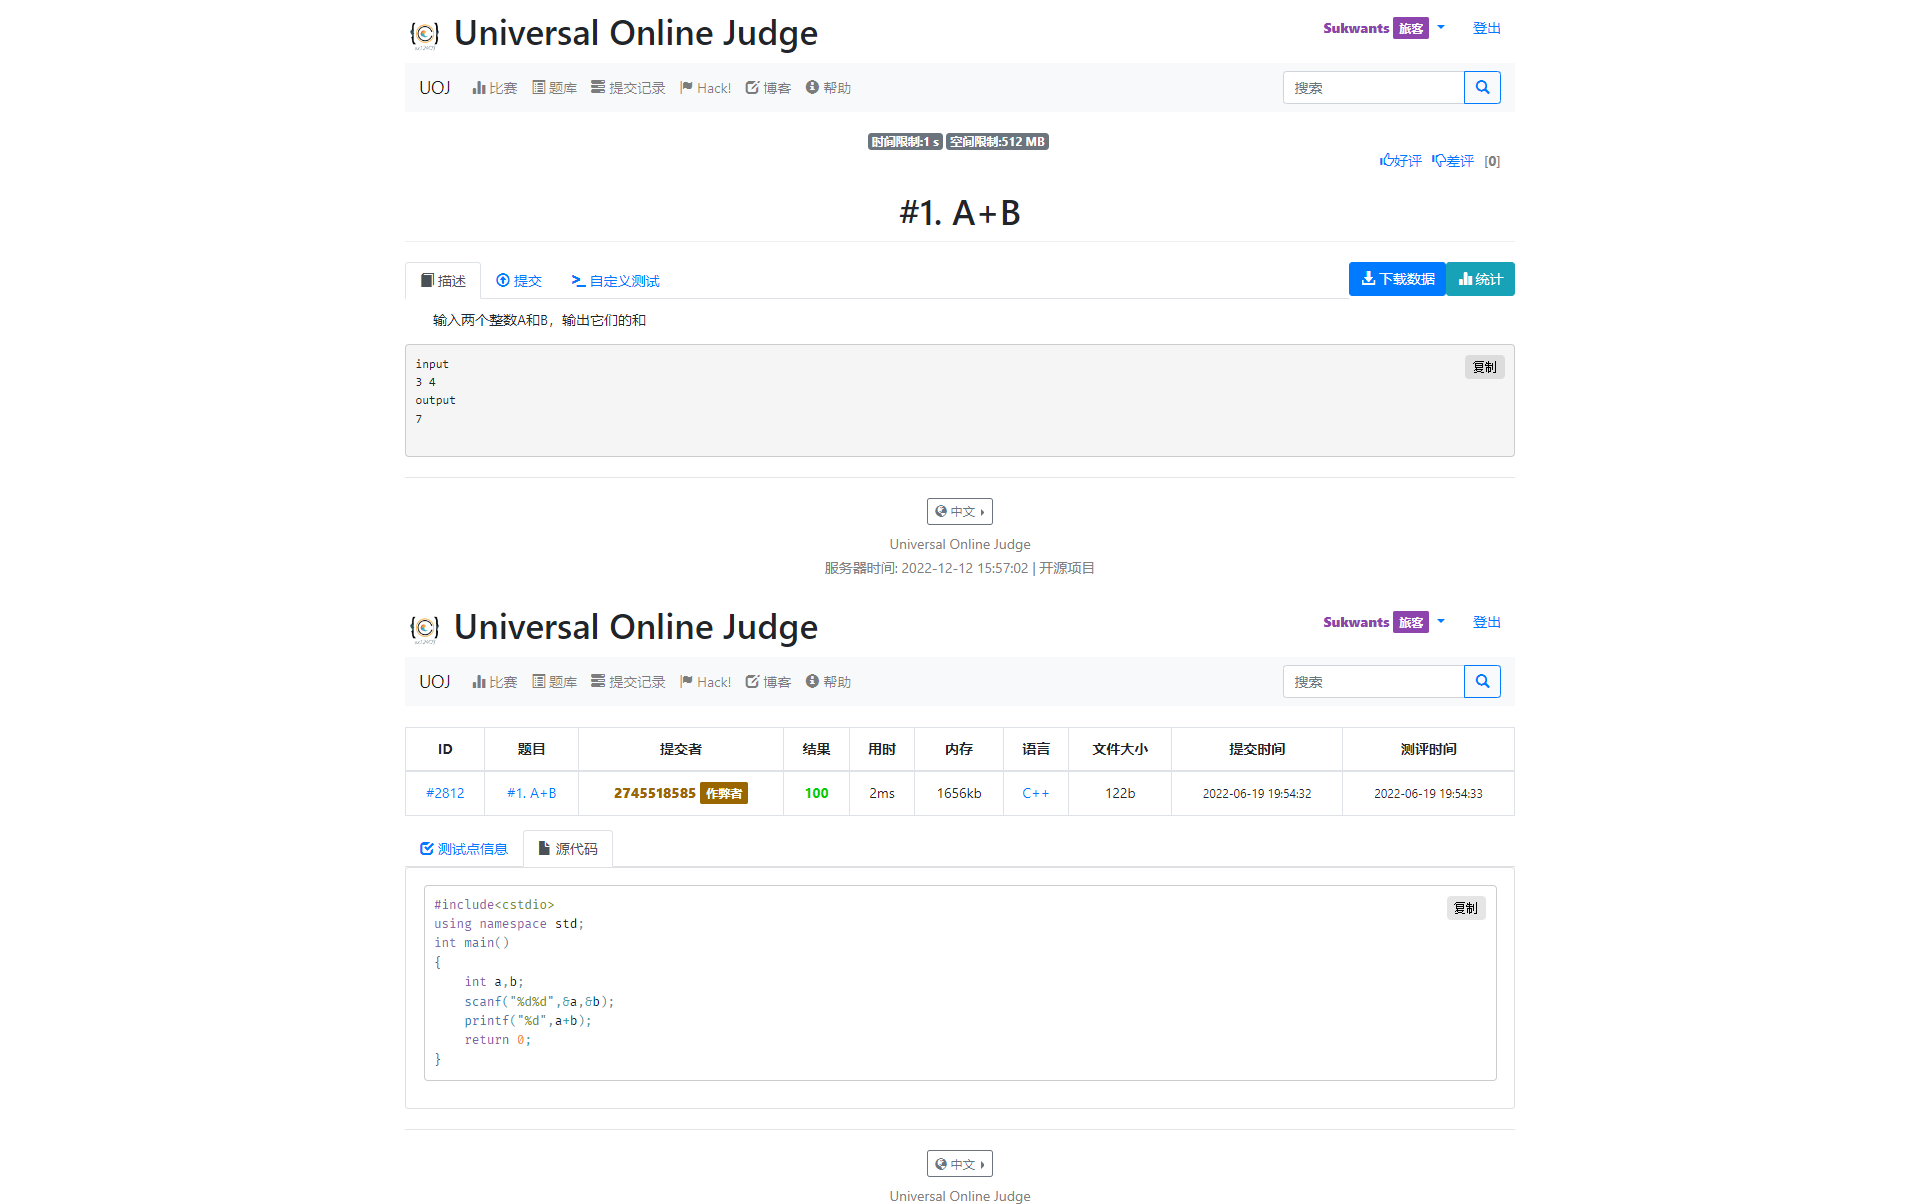 Universal Online Judge
Sukwants 旅客 登出
UOJ 比赛 题库 提交记录 Hack! 博客 帮助 搜索
时间限制:1 s 空间限制:512 MB
好评 差评 [0]
#1. A+B
描述 提交 自定义测试 下载数据 统计
输入两个整数A和B，输出它们的和
复制
input
3 4
output
7
中文
Universal Online Judge
服务器时间: 2022-12-12 15:57:02 | 开源项目
Universal Online Judge
Sukwants 旅客 登出
UOJ 比赛 题库 提交记录 Hack! 博客 帮助 搜索
ID 题目 提交者 结果 用时 内存 语言 文件大小 提交时间 测评时间
#2812 #1. A+B 2745518585 作弊者 100 2ms 1656kb C++ 122b 2022-06-19 19:54:32 2022-06-19 19:54:33
测试点信息 源代码
复制
#include<cstdio>
using namespace std;
int main()
{
    int a,b;
    scanf("%d%d",&a,&b);
    printf("%d",a+b);
    return 0;
}
中文
Universal Online Judge